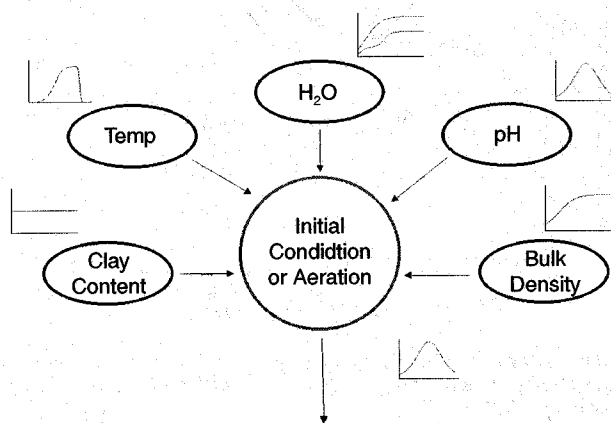 H₂O
Temp
pH
Initial
Condidtion
or Aeration
Clay
Content
Bulk
Density